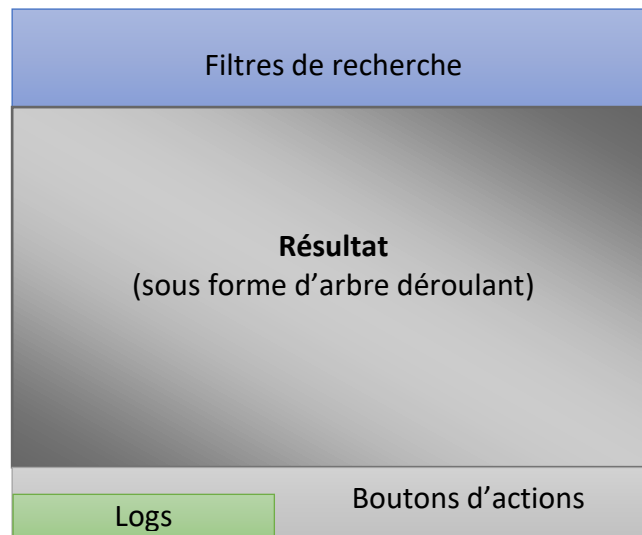 Filtres de recherche
Résultat
(sous forme d’arbre déroulant)
Boutons d’actions
Logs